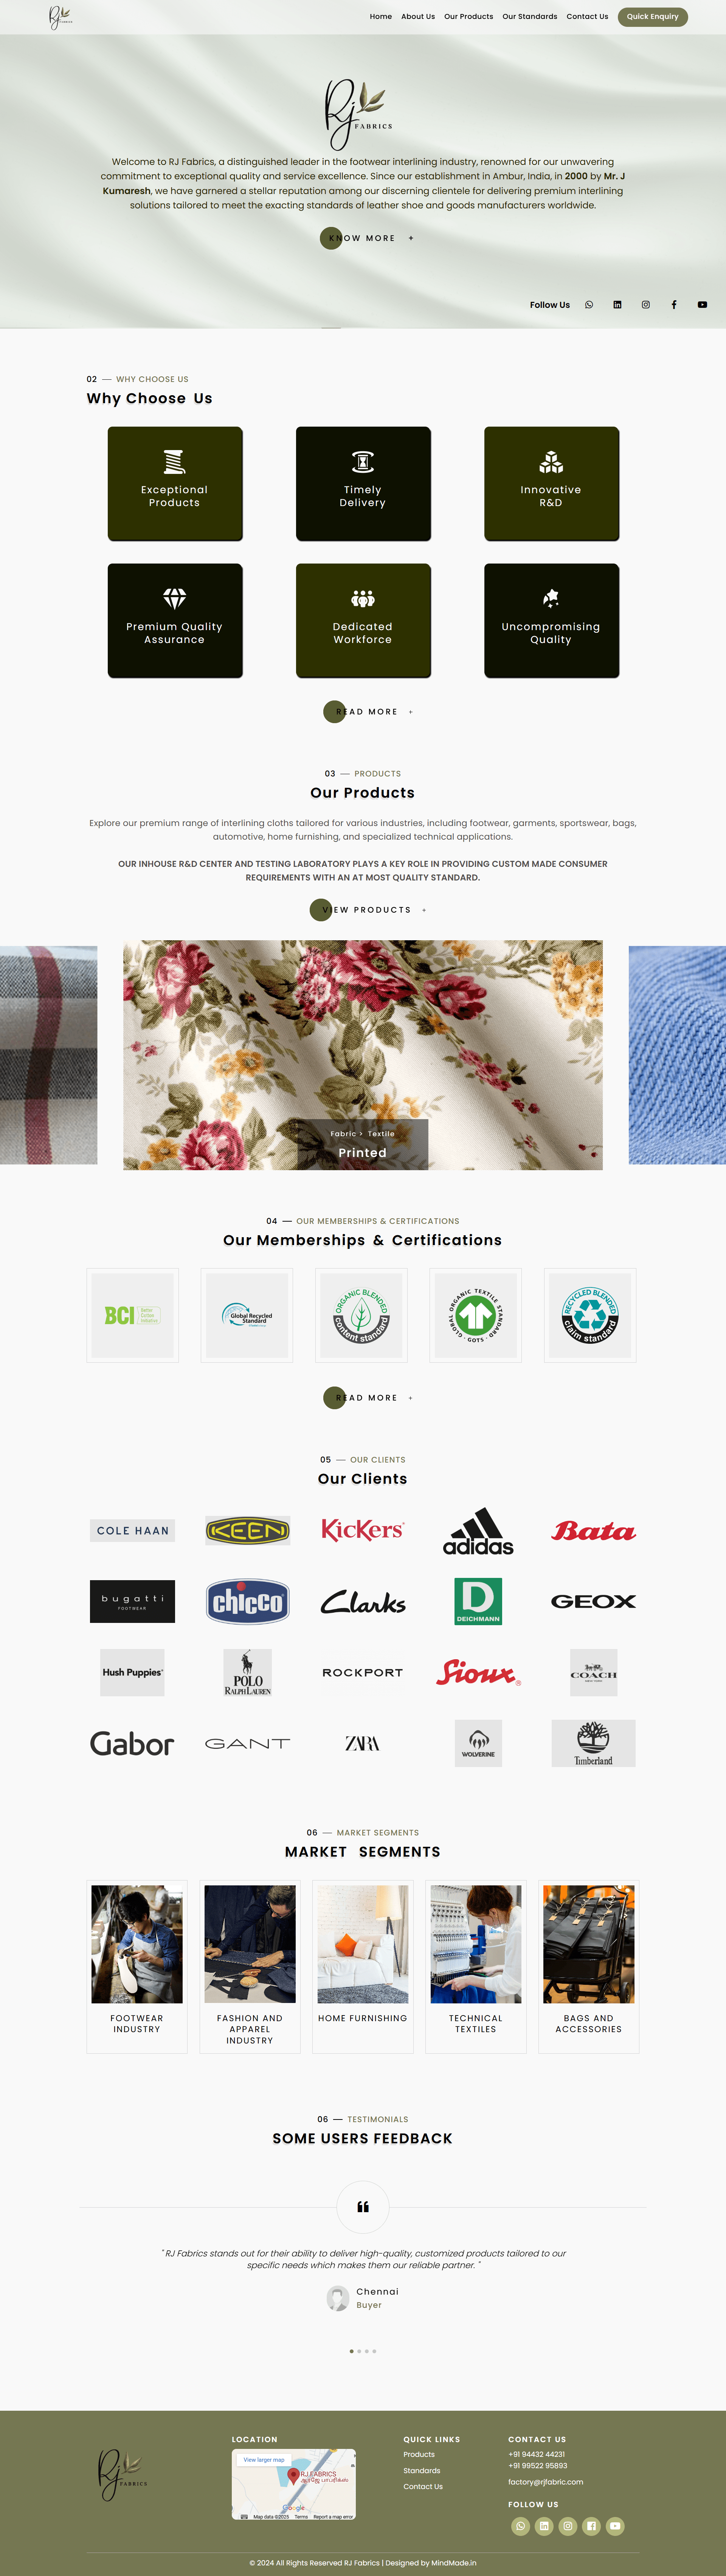 Rj
FABRICS
Home About Us Our Products Our Standards Contact Us Quick Enquiry
Rj
FABRICS
Welcome to RJ Fabrics, a distinguished leader in the footwear interlining industry, renowned for our unwavering
commitment to exceptional quality and service excellence. Since our establishment in Ambur, India, in 2000 by Mr. J
Kumaresh, we have garnered a stellar reputation among our discerning clientele for delivering premium interlining
solutions tailored to meet the exacting standards of leather shoe and goods manufacturers worldwide.
KNOW MORE +
Follow Us
02 — WHY CHOOSE US
Why Choose Us
Exceptional
Products
Timely
Delivery
Innovative
R&D
Premium Quality
Assurance
Dedicated
Workforce
Uncompromising
Quality
READ MORE +
03 — PRODUCTS
Our Products
Explore our premium range of interlining cloths tailored for various industries, including footwear, garments, sportswear, bags,
automotive, home furnishing, and specialized technical applications.
OUR INHOUSE R&D CENTER AND TESTING LABORATORY PLAYS A KEY ROLE IN PROVIDING CUSTOM MADE CONSUMER
REQUIREMENTS WITH AN AT MOST QUALITY STANDARD.
VIEW PRODUCTS +
Fabric > Textile
Printed
04 — OUR MEMBERSHIPS & CERTIFICATIONS
Our Memberships & Certifications
BCI Better
Cotton
Initiative
Global Recycled
Standard
ORGANIC BLENDED
content standard
GLOBAL ORGANIC TEXTILE STANDARD
· GOTS ·
RECYCLED BLENDED
claim standard
READ MORE +
05 — OUR CLIENTS
Our Clients
COLE HAAN
KEEN
KicKers
adidas
Bata
bugatti
FOOTWEAR
chicco
Clarks
D
DEICHMANN
GEOX
Hush Puppies
POLO
RALPH LAUREN
ROCKPORT
Sioux
COACH
Gabor
GANT
ZARA
WOLVERINE
Timberland
06 — MARKET SEGMENTS
MARKET SEGMENTS
FOOTWEAR
INDUSTRY
FASHION AND
APPAREL
INDUSTRY
HOME FURNISHING
TECHNICAL
TEXTILES
BAGS AND
ACCESSORIES
06 — TESTIMONIALS
SOME USERS FEEDBACK
" RJ Fabrics stands out for their ability to deliver high-quality, customized products tailored to our
specific needs which makes them our reliable partner. "
Chennai
Buyer
Rj
FABRICS
LOCATION
View larger map
RJ FABRICS
Google
Map data ©2025 Terms Report a map error
QUICK LINKS
Products
Standards
Contact Us
CONTACT US
+91 94432 44231
+91 99522 95893
factory@rjfabric.com
FOLLOW US
© 2024 All Rights Reserved RJ Fabrics | Designed by MindMade.in